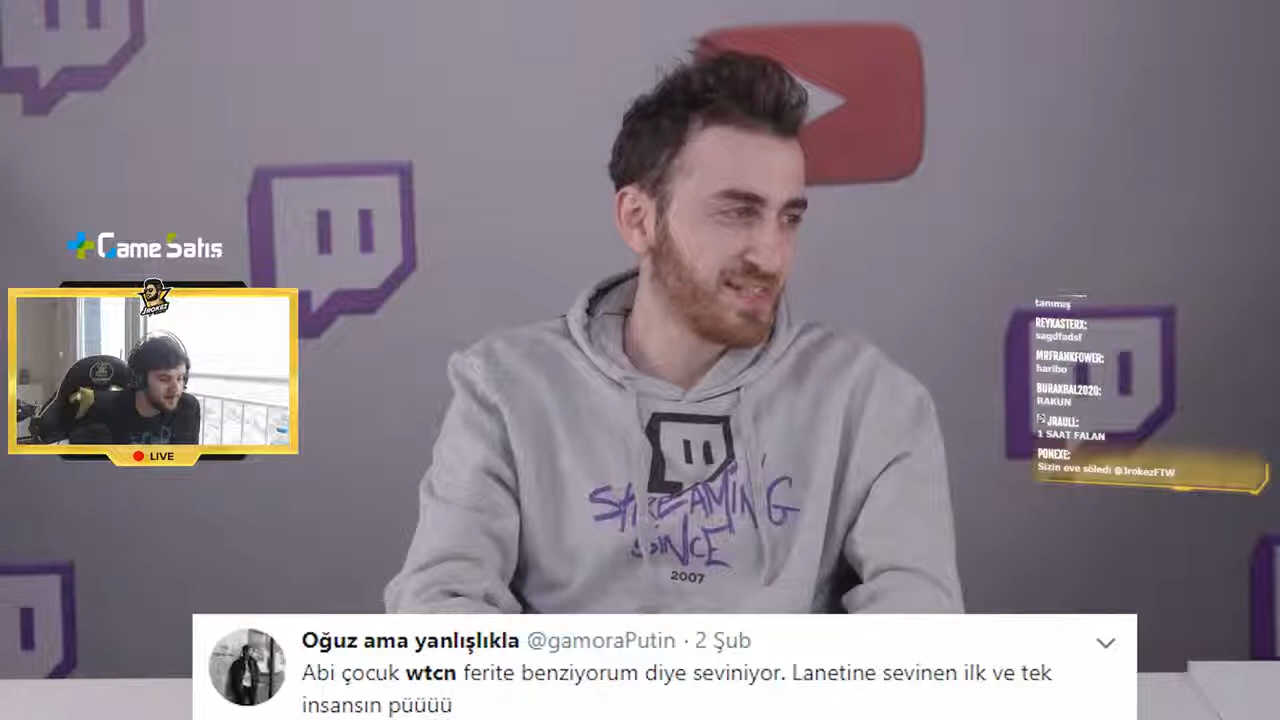 Game Satış
JROKEZ
LIVE
STREAMING
SINCE
2007
tanımış
REYKASTERX:
sagdfadsf
MRFRANKFOWER:
haribo
BURAKBAL2020:
RAKUN
JRAULL:
1 SAAT FALAN
PONEXE:
Sizin eve söledi @JrokezFTW
Oğuz ama yanlışlıkla @gamoraPutin · 2 Şub
Abi çocuk wtcn ferite benziyorum diye seviniyor. Lanetine sevinen ilk ve tek
insansın püüüü